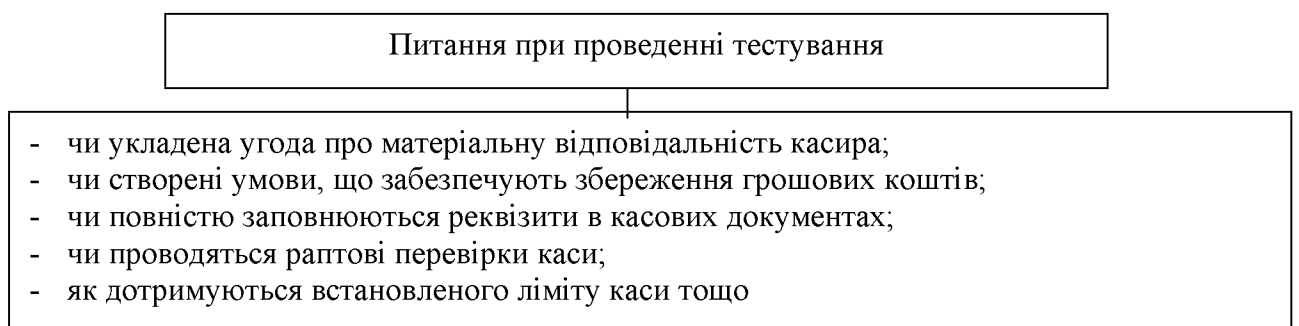 Питання при проведенні тестування
- чи укладена угода про матеріальну відповідальність касира;
- чи створені умови, що забезпечують збереження грошових коштів;
- чи повністю заповнюються реквізити в касових документах;
- чи проводяться раптові перевірки каси;
- як дотримуються встановленого ліміту каси тощо